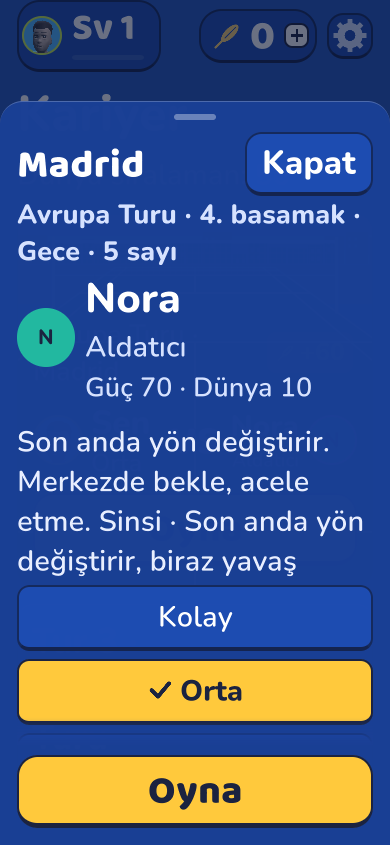 Sv 1
0
Kariyer
Madrid
Kapat
Avrupa Turu · 4. basamak ·
Gece · 5 sayı
N
Nora
Aldatıcı
Güç 70 · Dünya 10
Son anda yön değiştirir.
Merkezde bekle, acele
etme. Sinsi · Son anda yön
değiştirir, biraz yavaş
Kolay
✓ Orta
Oyna